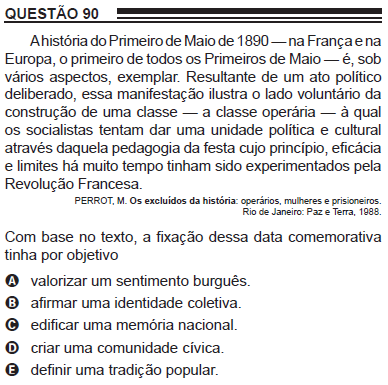 QUESTÃO 90
A história do Primeiro de Maio de 1890 — na França e na
Europa, o primeiro de todos os Primeiros de Maio — é, sob
vários aspectos, exemplar. Resultante de um ato político
deliberado, essa manifestação ilustra o lado voluntário da
construção de uma classe — a classe operária — à qual
os socialistas tentam dar uma unidade política e cultural
através daquela pedagogia da festa cujo princípio, eficácia
e limites há muito tempo tinham sido experimentados pela
Revolução Francesa.
PERROT, M. Os excluídos da história: operários, mulheres e prisioneiros.
Rio de Janeiro: Paz e Terra, 1988.
Com base no texto, a fixação dessa data comemorativa
tinha por objetivo
A valorizar um sentimento burguês.
B afirmar uma identidade coletiva.
C edificar uma memória nacional.
D criar uma comunidade cívica.
E definir uma tradição popular.